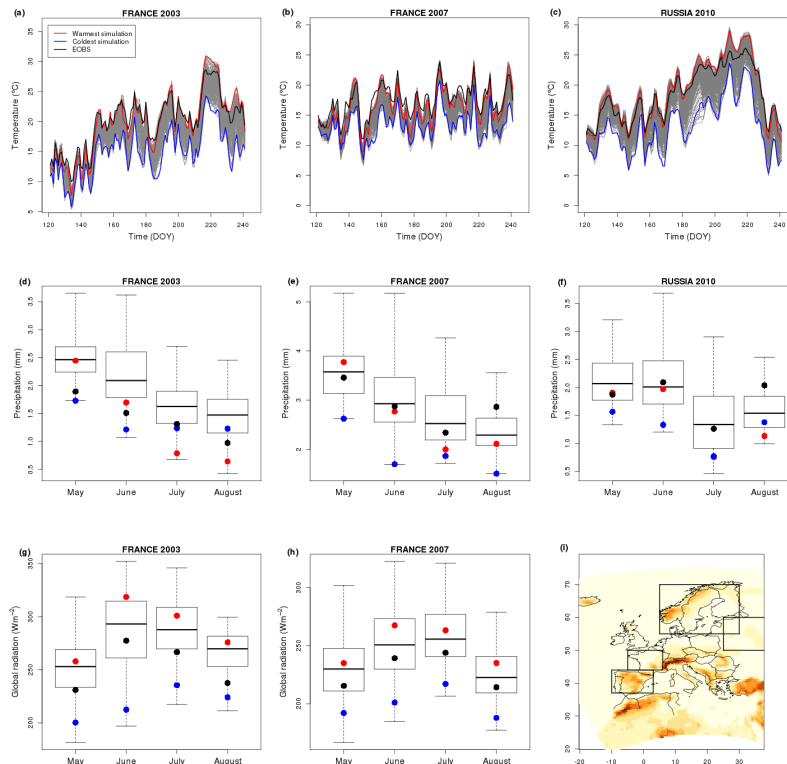 (a) FRANCE 2003
Warmest simulation
Coldest simulation
EOBS
Temperature (ºC)
5 10 15 20 25 30 35
120 140 160 180 200 220 240
Time (DOY)
(b) FRANCE 2007
Temperature (ºC)
0 5 10 15 20 25 30
120 140 160 180 200 220 240
Time (DOY)
(c) RUSSIA 2010
Temperature (ºC)
0 5 10 15 20 25 30
120 140 160 180 200 220 240
Time (DOY)
(d) FRANCE 2003
Precipitation (mm)
0.5 1.0 1.5 2.0 2.5 3.0 3.5
May June July August
(e) FRANCE 2007
Precipitation (mm)
2 3 4 5
May June July August
(f) RUSSIA 2010
Precipitation (mm)
0.5 1.0 1.5 2.0 2.5 3.0 3.5
May June July August
(g) FRANCE 2003
Global radiation (Wm−2)
200 250 300 350
May June July August
(h) FRANCE 2007
Global radiation (Wm−2)
200 250 300
May June July August
(i)
20 30 40 50 60 70
-20 -10 0 10 20 30